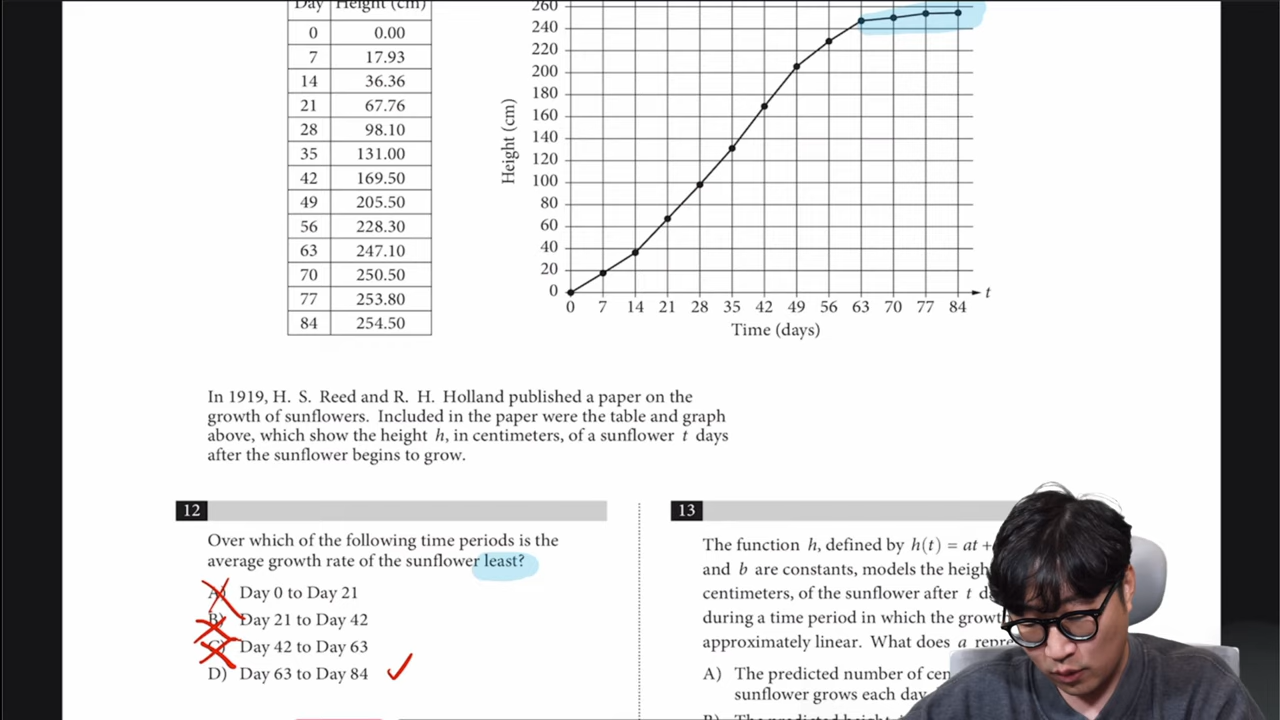 Day Height (cm)
0 0.00
7 17.93
14 36.36
21 67.76
28 98.10
35 131.00
42 169.50
49 205.50
56 228.30
63 247.10
70 250.50
77 253.80
84 254.50
Height (cm)
260
240
220
200
180
160
140
120
100
80
60
40
20
0
0 7 14 21 28 35 42 49 56 63 70 77 84 t
Time (days)
In 1919, H. S. Reed and R. H. Holland published a paper on the
growth of sunflowers. Included in the paper were the table and graph
above, which show the height h, in centimeters, of a sunflower t days
after the sunflower begins to grow.
12
Over which of the following time periods is the
average growth rate of the sunflower least?
A) Day 0 to Day 21
B) Day 21 to Day 42
C) Day 42 to Day 63
D) Day 63 to Day 84
13
The function h, defined by h(t) = at +
and b are constants, models the heigh
centimeters, of the sunflower after t d
during a time period in which the growt
approximately linear. What does a repre
A) The predicted number of cen
sunflower grows each day